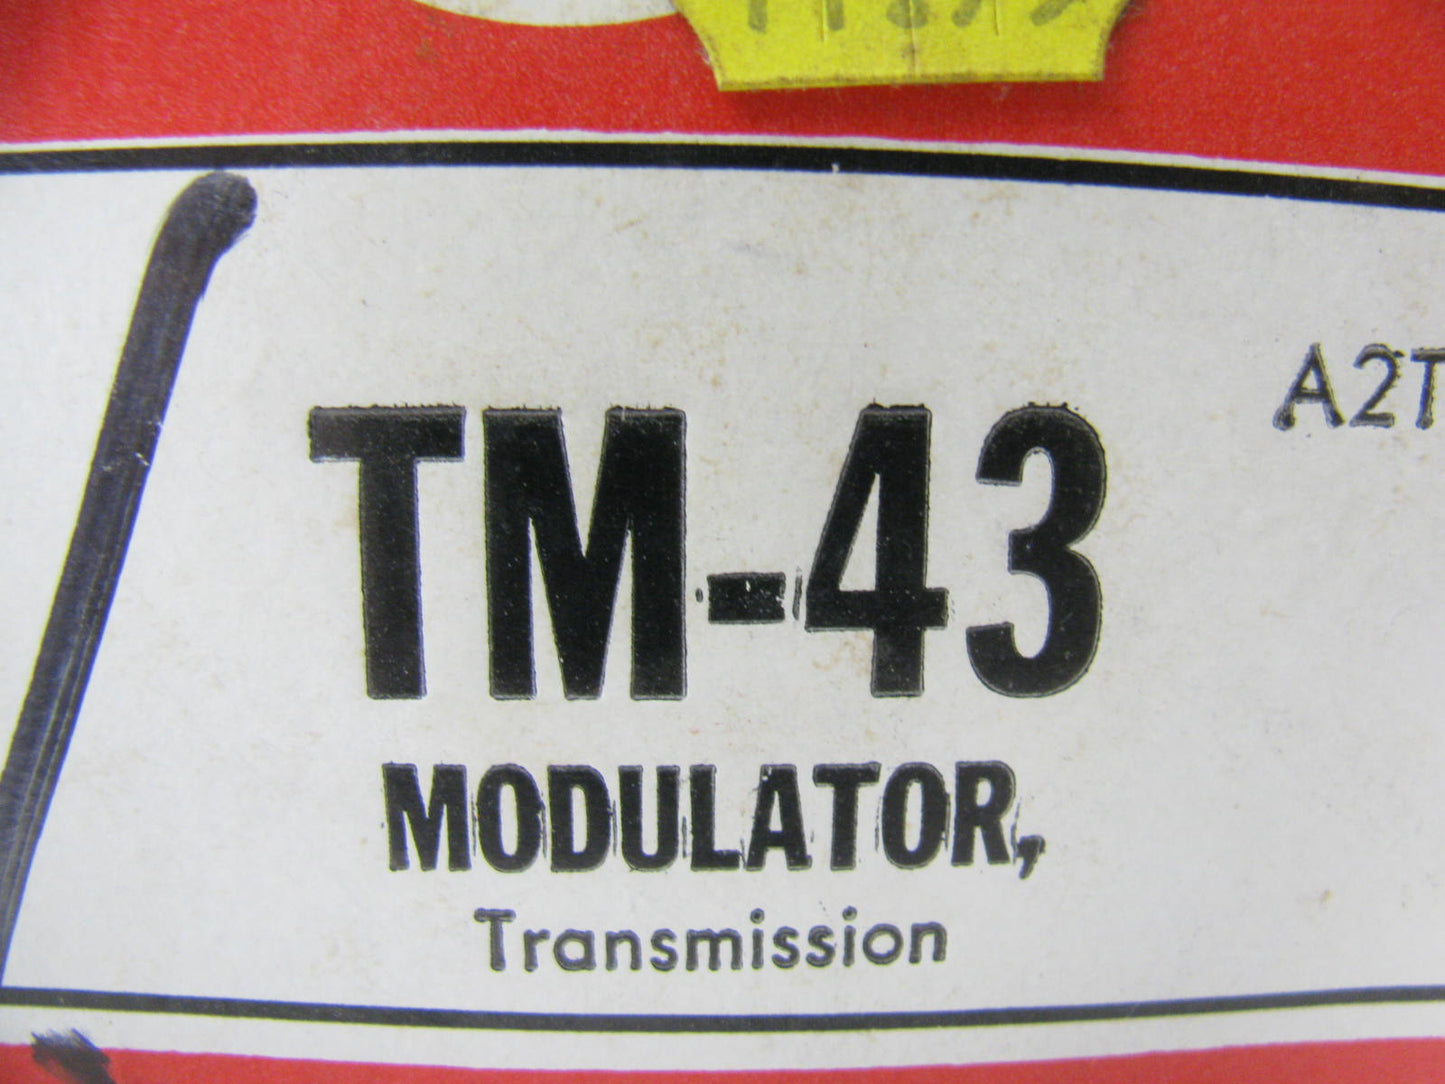 A2T
TM-43
MODULATOR,
Transmission